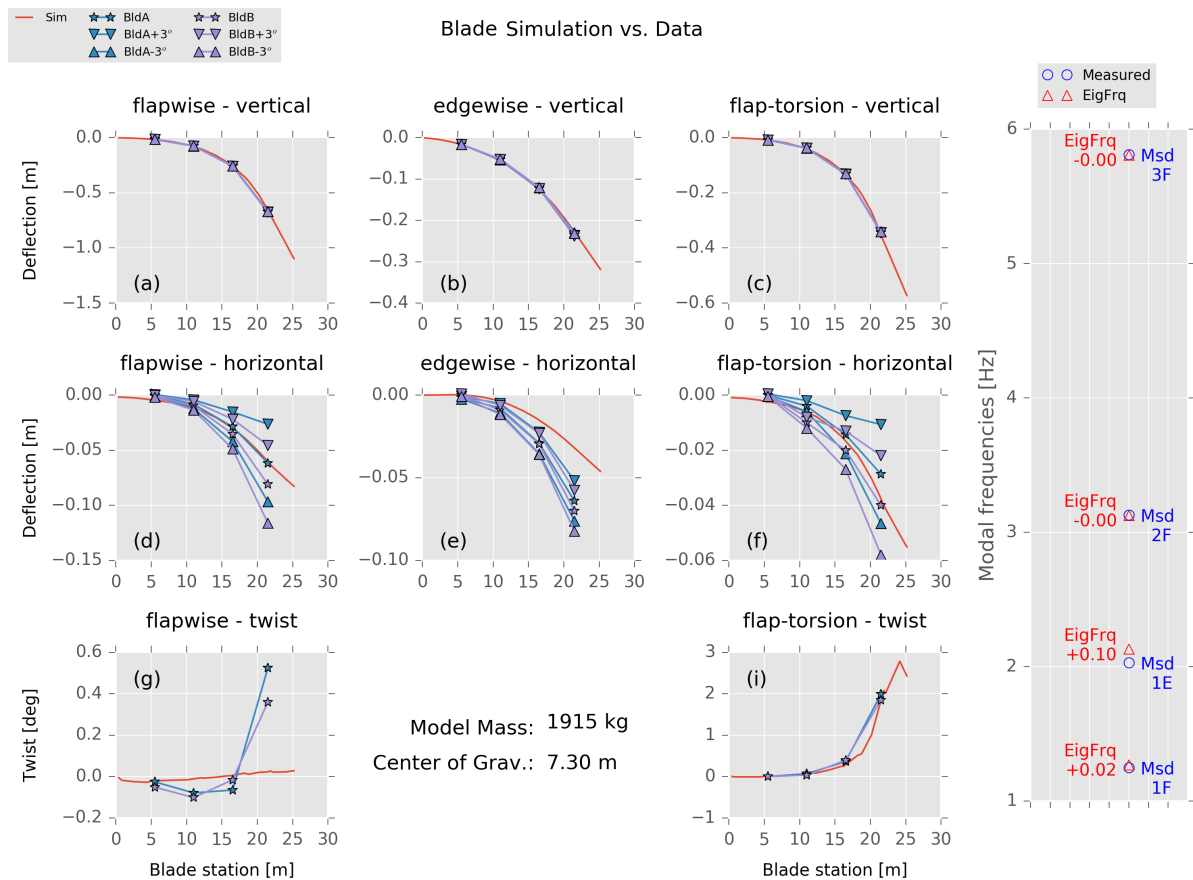 Sim
BldA
BldA+3°
BldA-3°
BldB
BldB+3°
BldB-3°
Blade Simulation vs. Data
Measured
EigFrq
flapwise - vertical
edgewise - vertical
flap-torsion - vertical
Deflection [m]
0.0
−0.5
−1.0
−1.5
(a)
0 5 10 15 20 25 30
0.0
−0.1
−0.2
−0.3
−0.4
(b)
0 5 10 15 20 25 30
0.0
−0.2
−0.4
−0.6
(c)
0 5 10 15 20 25 30
flapwise - horizontal
edgewise - horizontal
flap-torsion - horizontal
Deflection [m]
0.00
−0.05
−0.10
−0.15
(d)
0 5 10 15 20 25 30
0.00
−0.05
−0.10
(e)
0 5 10 15 20 25 30
0.00
−0.02
−0.04
−0.06
(f)
0 5 10 15 20 25 30
flapwise - twist
flap-torsion - twist
Twist [deg]
0.6
0.4
0.2
0.0
−0.2
(g)
0 5 10 15 20 25 30
Blade station [m]
Model Mass: 1915 kg
Center of Grav.: 7.30 m
3
2
1
0
−1
(i)
0 5 10 15 20 25 30
Blade station [m]
Modal frequencies [Hz]
6
5
4
3
2
1
EigFrq
-0.00
Msd
3F
EigFrq
-0.00
Msd
2F
EigFrq
+0.10
Msd
1E
EigFrq
+0.02
Msd
1F